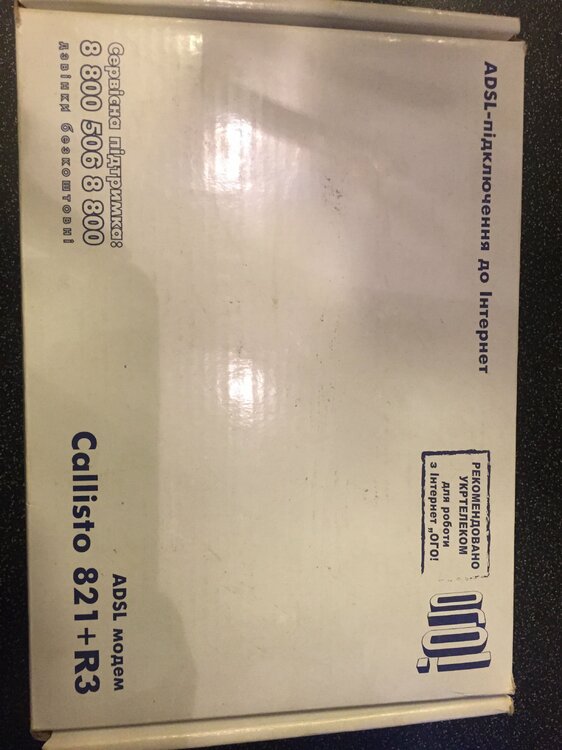 ADSL-підключення до Інтернет
РЕКОМЕНДОВАНО
УКРТЕЛЕКОМ
для роботи
з Інтернет „ОГО!
ОГО!
Сервісна підтримка:
8 800 506 8 800
дзвінки безкоштовні
ADSL модем
Callisto 821+R3